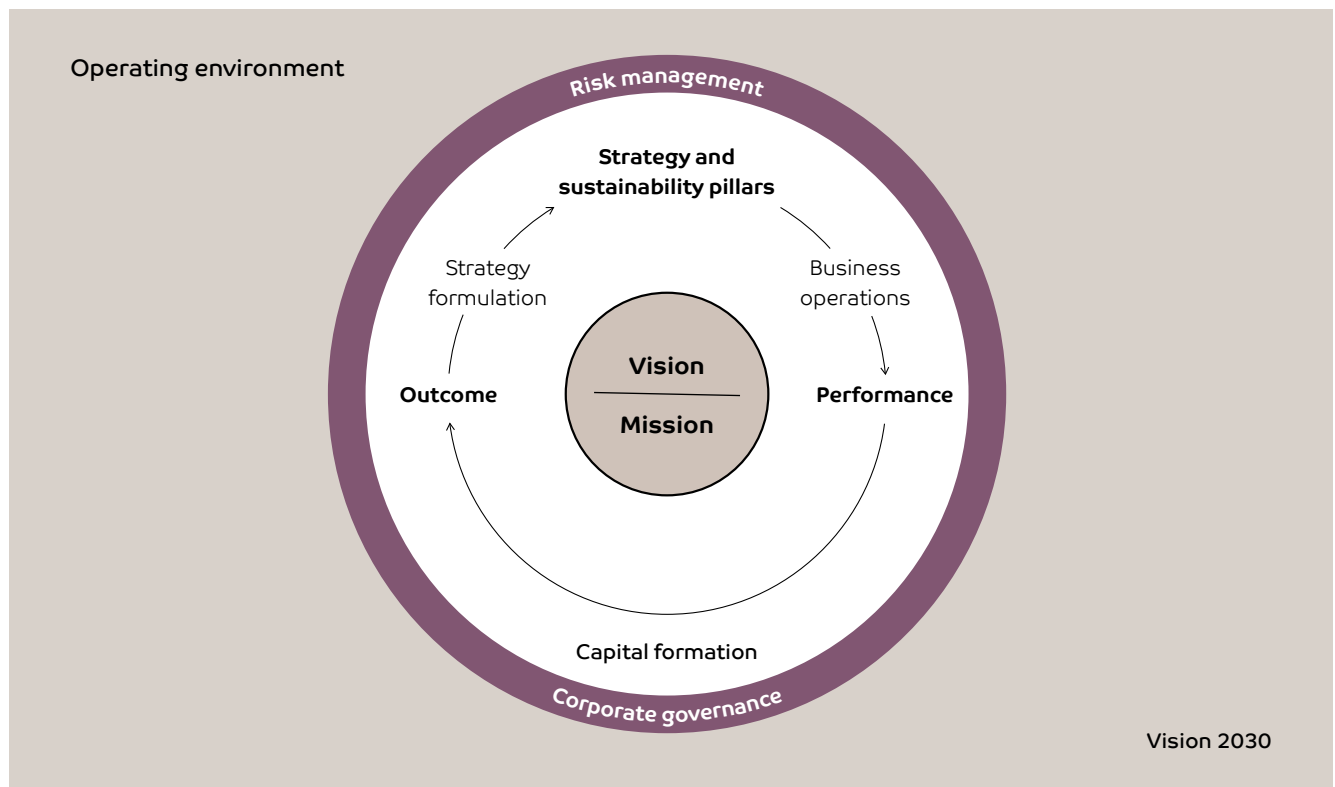 Operating environment
Risk management
Strategy and
sustainability pillars
Strategy
formulation
Business
operations
Vision
Mission
Outcome
Performance
Capital formation
Corporate governance
Vision 2030